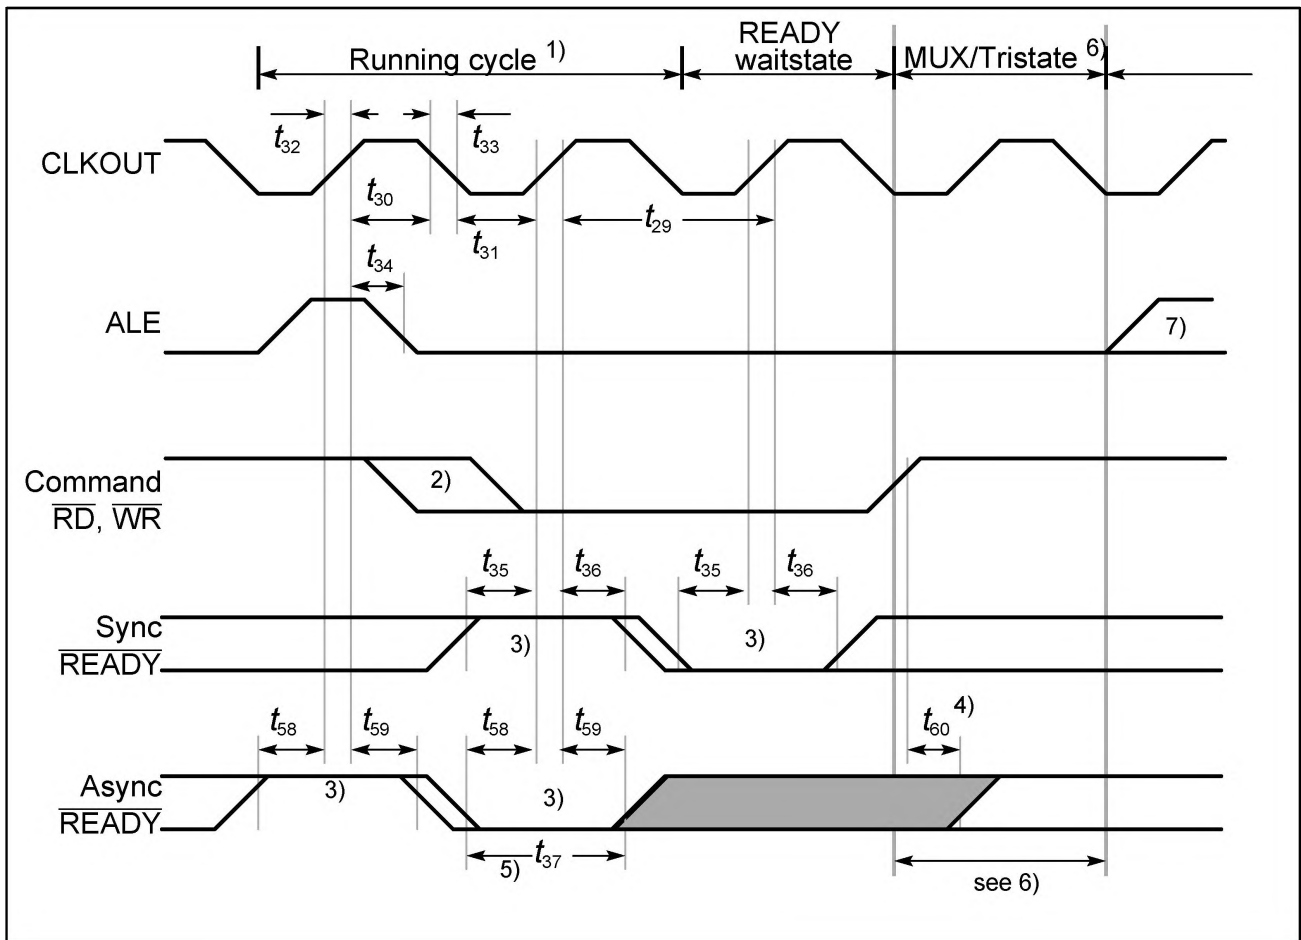 READY
Running cycle 1) waitstate MUX/Tristate 6)
t32 t33
CLKOUT
t30
t29
t31
t34
ALE
7)
Command
2)
RD, WR
t35 t36 t35 t36
Sync
3) 3)
READY
t58 t59 t58 t59 t60 4)
Async
3) 3)
READY
5) t37
see 6)